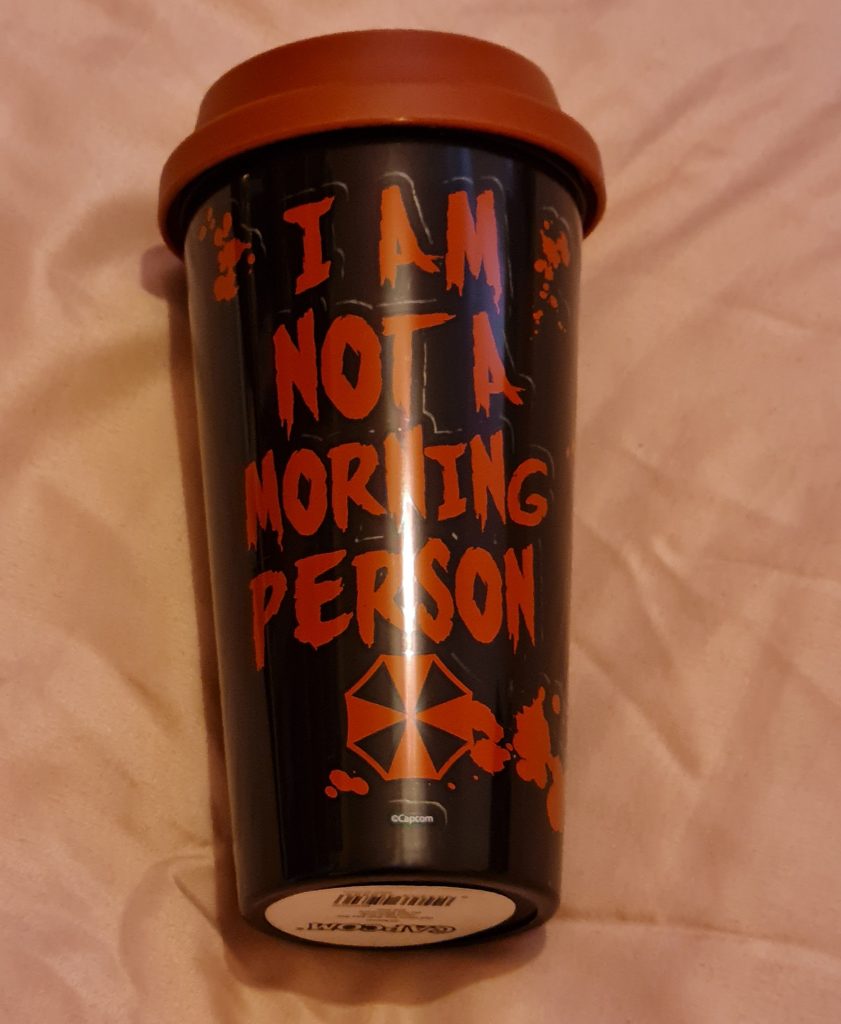 I AM
NOT A
MORNING
PERSON
©Capcom
CAPCOM